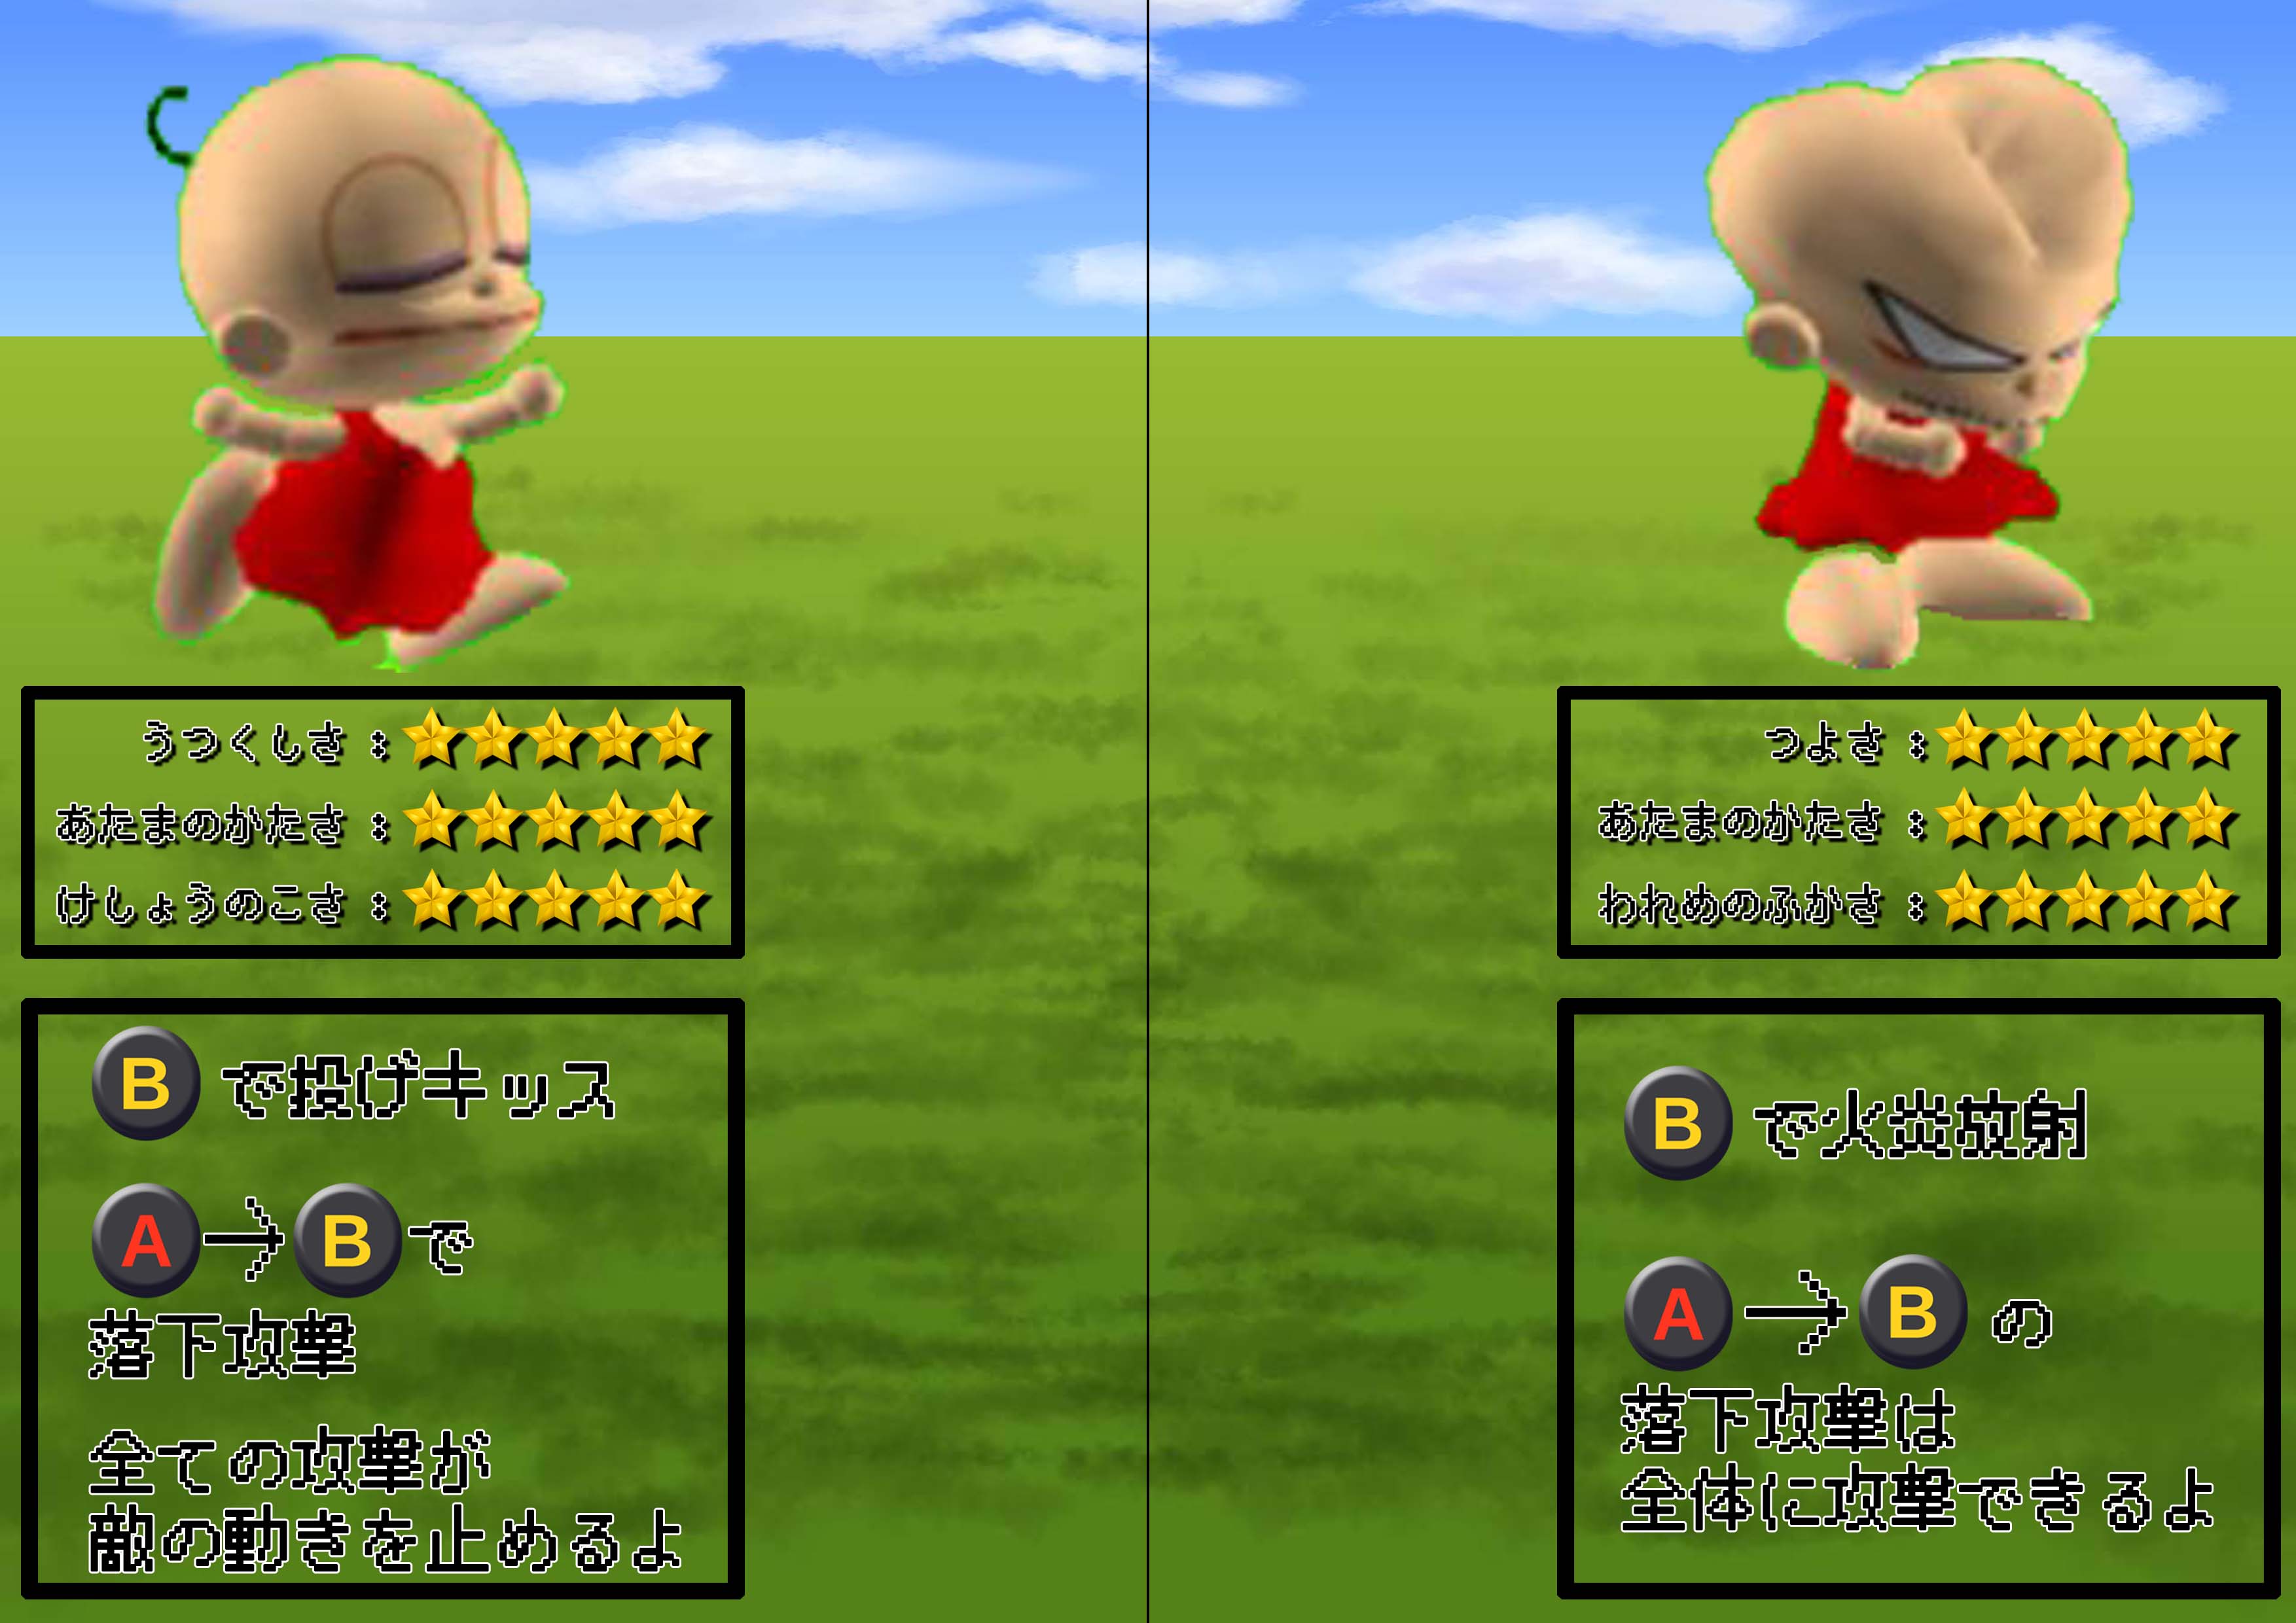 うつくしさ：
あたまのかたさ：
けしょうのこさ：
Bで投げキッス
A→Bで
落下攻撃
全ての攻撃が
敵の動きを止めるよ
つよさ：
あたまのかたさ：
われめのふかさ：
Bで火炎放射
A→Bの
落下攻撃は
全体に攻撃できるよ